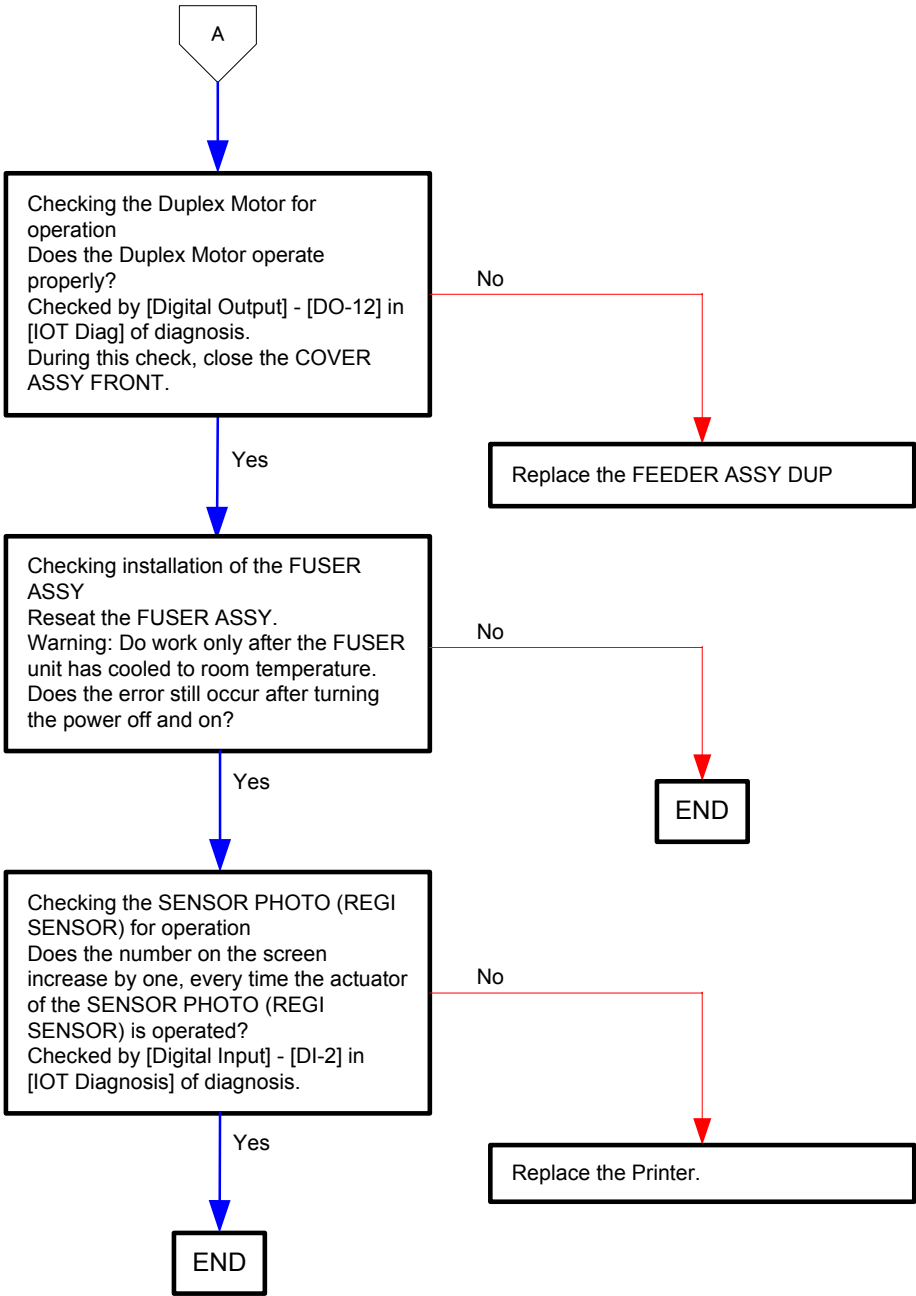 A
Checking the Duplex Motor for
operation
Does the Duplex Motor operate
properly?
Checked by [Digital Output] - [DO-12] in
[IOT Diag] of diagnosis.
During this check, close the COVER
ASSY FRONT.
No
Yes
Replace the FEEDER ASSY DUP
Checking installation of the FUSER
ASSY
Reseat the FUSER ASSY.
Warning: Do work only after the FUSER
unit has cooled to room temperature.
Does the error still occur after turning
the power off and on?
No
Yes
END
Checking the SENSOR PHOTO (REGI
SENSOR) for operation
Does the number on the screen
increase by one, every time the actuator
of the SENSOR PHOTO (REGI
SENSOR) is operated?
Checked by [Digital Input] - [DI-2] in
[IOT Diagnosis] of diagnosis.
No
Yes
Replace the Printer.
END